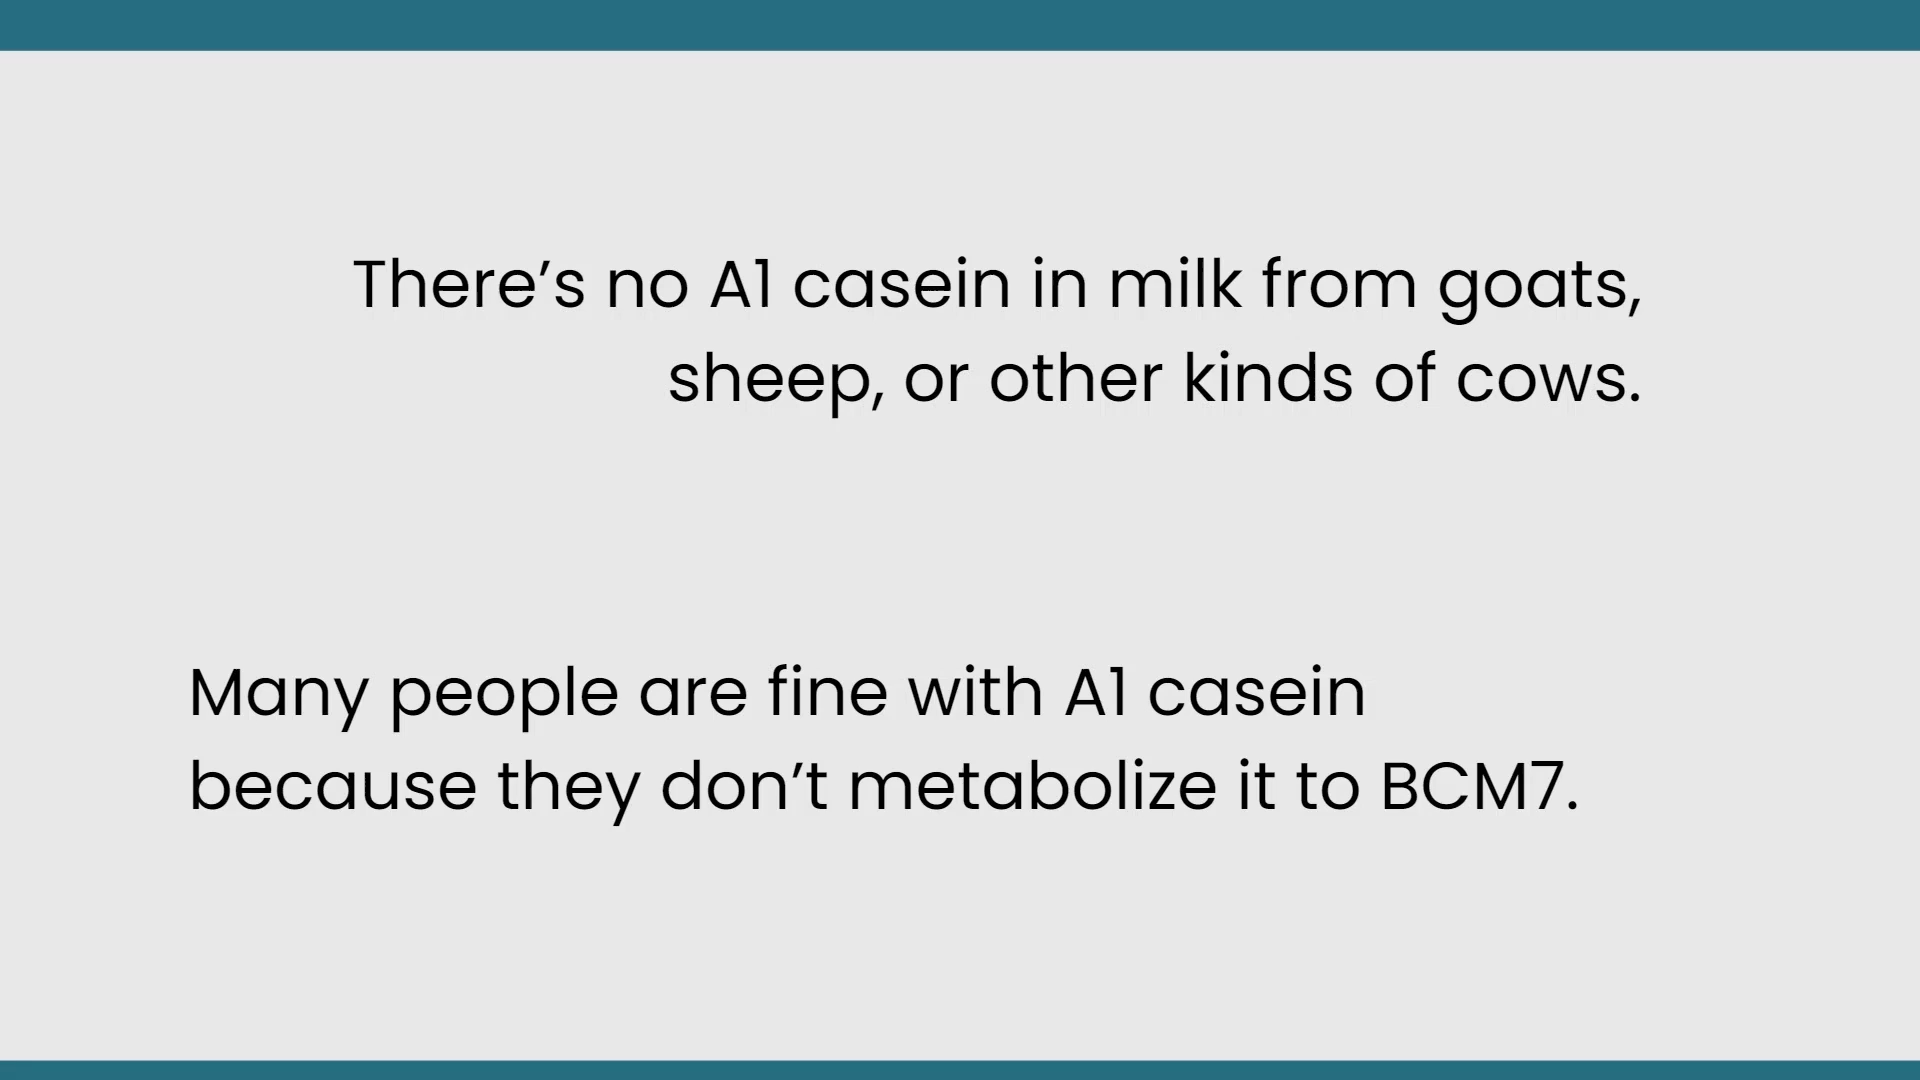 There’s no A1 casein in milk from goats,
sheep, or other kinds of cows.
Many people are fine with A1 casein
because they don’t metabolize it to BCM7.